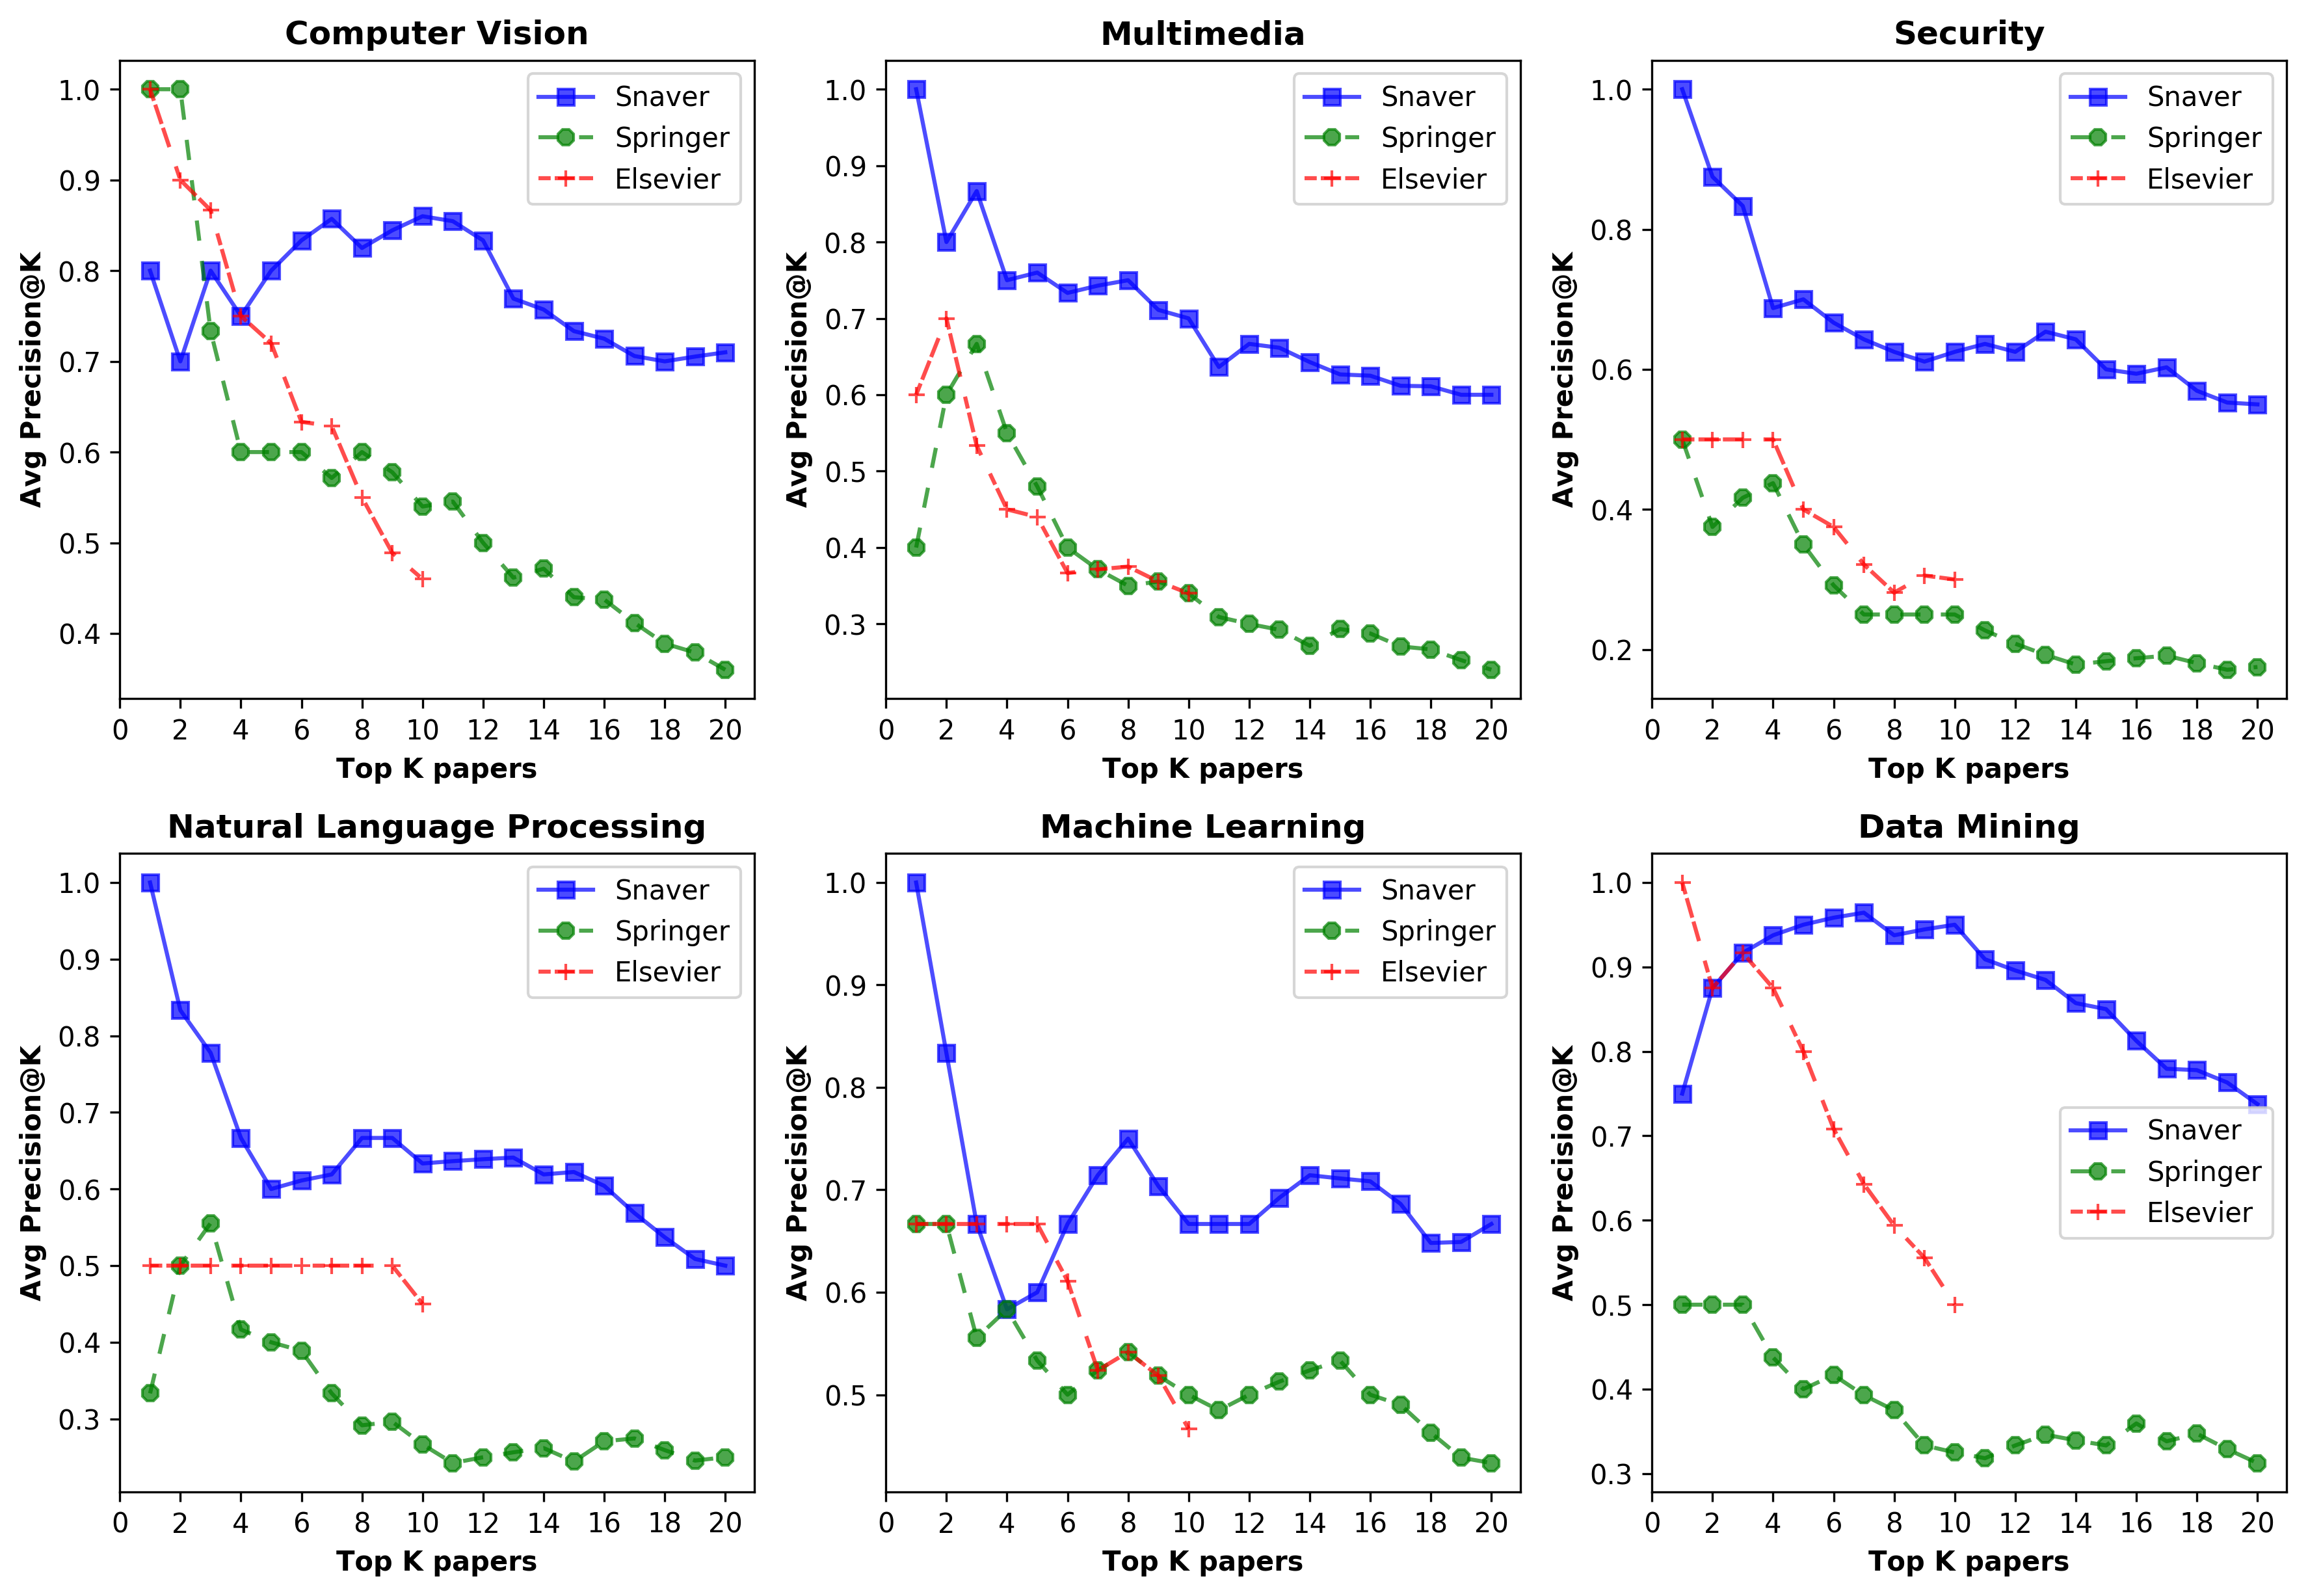 Computer Vision
1.0
0.9
0.8
0.7
0.6
0.5
0.4
Avg Precision@K
Snaver
Springer
Elsevier
0 2 4 6 8 10 12 14 16 18 20
Top K papers
Multimedia
1.0
0.9
0.8
0.7
0.6
0.5
0.4
0.3
Avg Precision@K
Snaver
Springer
Elsevier
0 2 4 6 8 10 12 14 16 18 20
Top K papers
Security
1.0
0.8
0.6
0.4
0.2
Avg Precision@K
Snaver
Springer
Elsevier
0 2 4 6 8 10 12 14 16 18 20
Top K papers
Natural Language Processing
1.0
0.9
0.8
0.7
0.6
0.5
0.4
0.3
Avg Precision@K
Snaver
Springer
Elsevier
0 2 4 6 8 10 12 14 16 18 20
Top K papers
Machine Learning
1.0
0.9
0.8
0.7
0.6
0.5
Avg Precision@K
Snaver
Springer
Elsevier
0 2 4 6 8 10 12 14 16 18 20
Top K papers
Data Mining
1.0
0.9
0.8
0.7
0.6
0.5
0.4
0.3
Avg Precision@K
Snaver
Springer
Elsevier
0 2 4 6 8 10 12 14 16 18 20
Top K papers